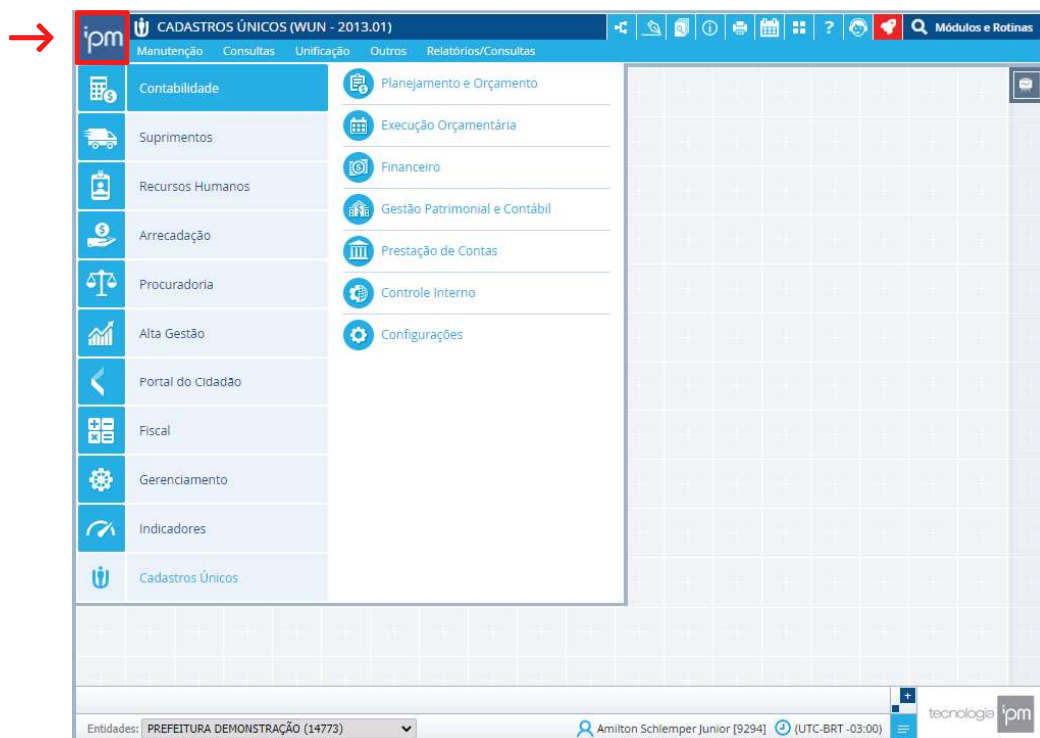 ipm
CADASTROS ÚNICOS (WUN - 2013.01)
?
Módulos e Rotinas
Manutenção Consultas Unificação Outros Relatórios/Consultas
Contabilidade
Suprimentos
Recursos Humanos
Arrecadação
Procuradoria
Alta Gestão
Portal do Cidadão
Fiscal
Gerenciamento
Indicadores
Cadastros Únicos
Planejamento e Orçamento
Execução Orçamentária
Financeiro
Gestão Patrimonial e Contábil
Prestação de Contas
Controle Interno
Configurações
Entidades: PREFEITURA DEMONSTRAÇÃO (14773)
Amilton Schlemper Junior [9294] (UTC-BRT -03:00)
tecnologia ipm